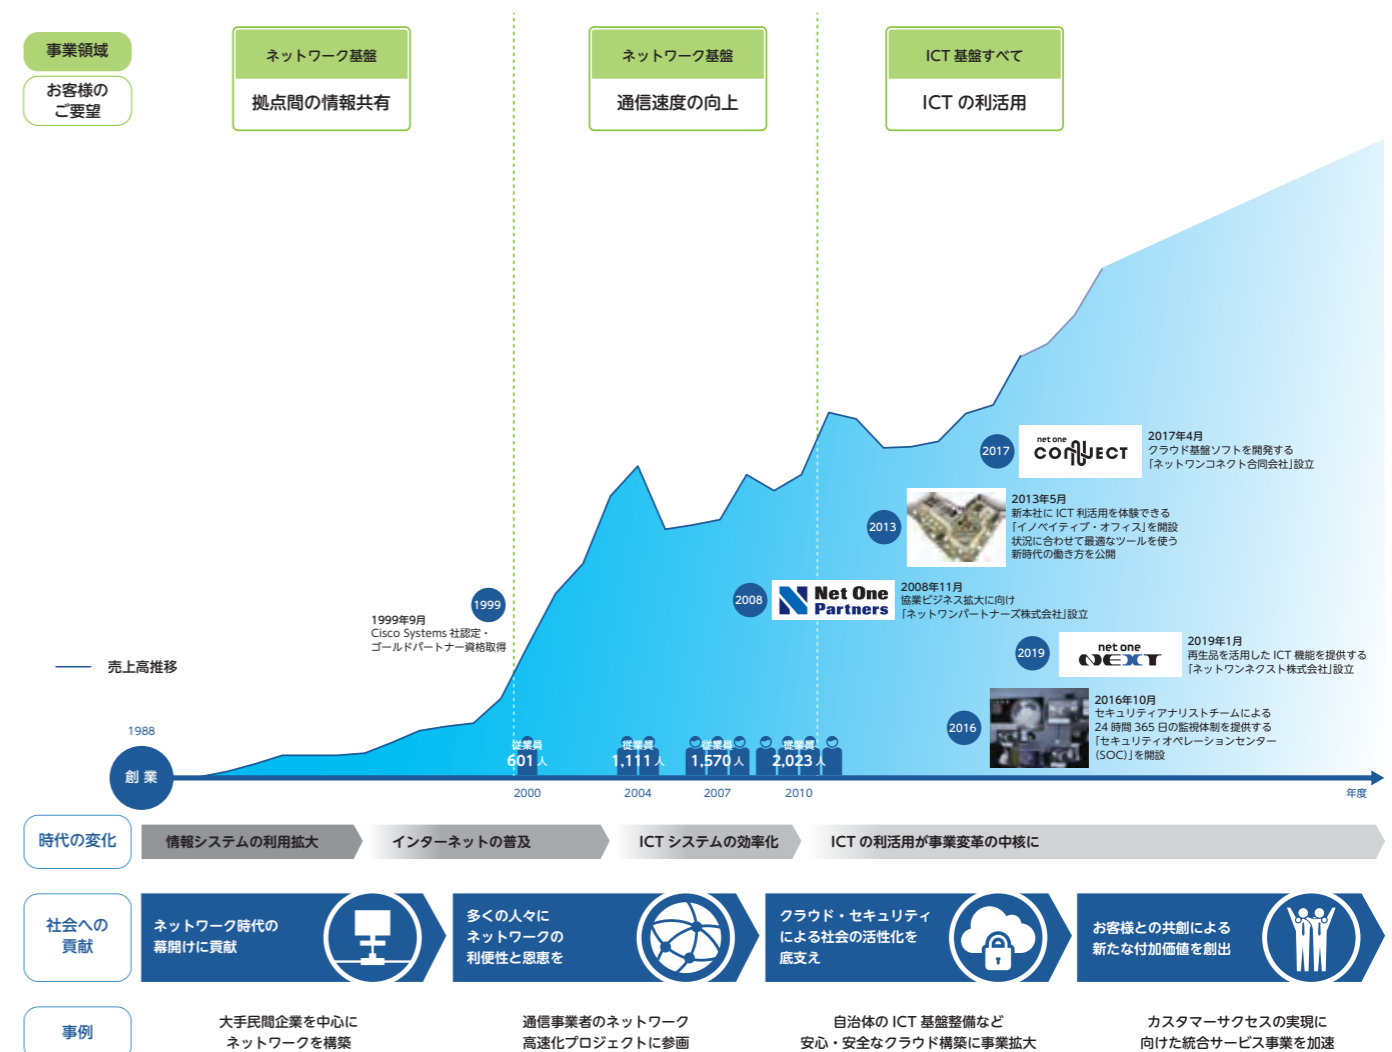 事業領域
お客様の
ご要望
ネットワーク基盤
拠点間の情報共有
ネットワーク基盤
通信速度の向上
ICT 基盤すべて
ICT の利活用
2017
net one
CONNECT
2017年4月
クラウド基盤ソフトを開発する
「ネットワンコネクト合同会社」設立
2013
2013年5月
新本社に ICT 利活用を体験できる
「イノベイティブ・オフィス」を開設
状況に合わせて最適なツールを使う
新時代の働き方を公開
2008
Net One
Partners
2008年11月
協業ビジネス拡大に向け
「ネットワンパートナーズ株式会社」設立
1999
1999年9月
Cisco Systems 社認定・
ゴールドパートナー資格取得
2019
net one
NEXT
2019年1月
再生品を活用した ICT 機能を提供する
「ネットワンネクスト株式会社」設立
売上高推移
2016
2016年10月
セキュリティアナリストチームによる
24 時間 365 日の監視体制を提供する
「セキュリティオペレーションセンター
(SOC)」を開設
1988
創 業
従業員
601 人
従業員
1,111 人
従業員
1,570 人
従業員
2,023 人
2000
2004
2007
2010
年度
時代の変化
情報システムの利用拡大
インターネットの普及
ICT システムの効率化
ICT の利活用が事業変革の中核に
社会への
貢献
ネットワーク時代の
幕開けに貢献
多くの人々に
ネットワークの
利便性と恩恵を
クラウド・セキュリティ
による社会の活性化を
底支え
お客様との共創による
新たな付加価値を創出
事例
大手民間企業を中心に
ネットワークを構築
通信事業者のネットワーク
高速化プロジェクトに参画
自治体の ICT 基盤整備など
安心・安全なクラウド構築に事業拡大
カスタマーサクセスの実現に
向けた統合サービス事業を加速